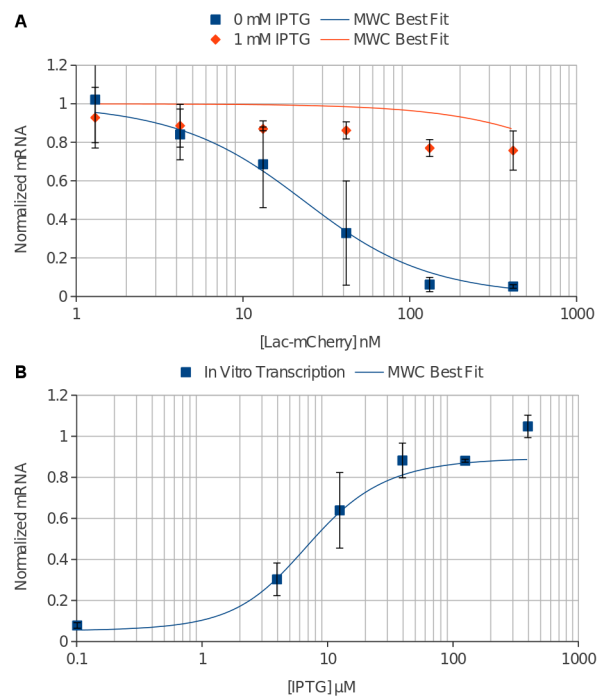 A
0 mM IPTG MWC Best Fit
1 mM IPTG MWC Best Fit
1.2
1
0.8
0.6
0.4
0.2
0
Normalized mRNA
1 10 100 1000
[Lac-mCherry] nM
B
In Vitro Transcription MWC Best Fit
1.2
1
0.8
0.6
0.4
0.2
0
Normalized mRNA
0.1 1 10 100 1000
[IPTG] µM